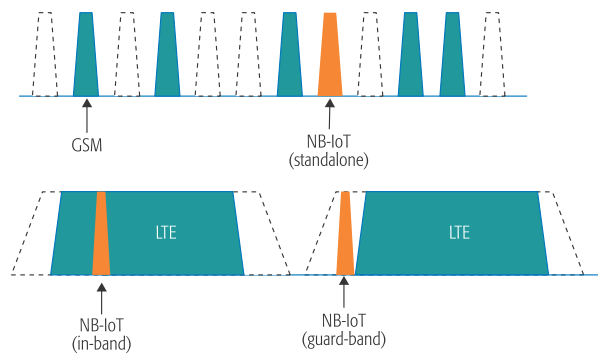 GSM
NB-IoT
(standalone)
LTE
LTE
NB-IoT
(in-band)
NB-IoT
(guard-band)